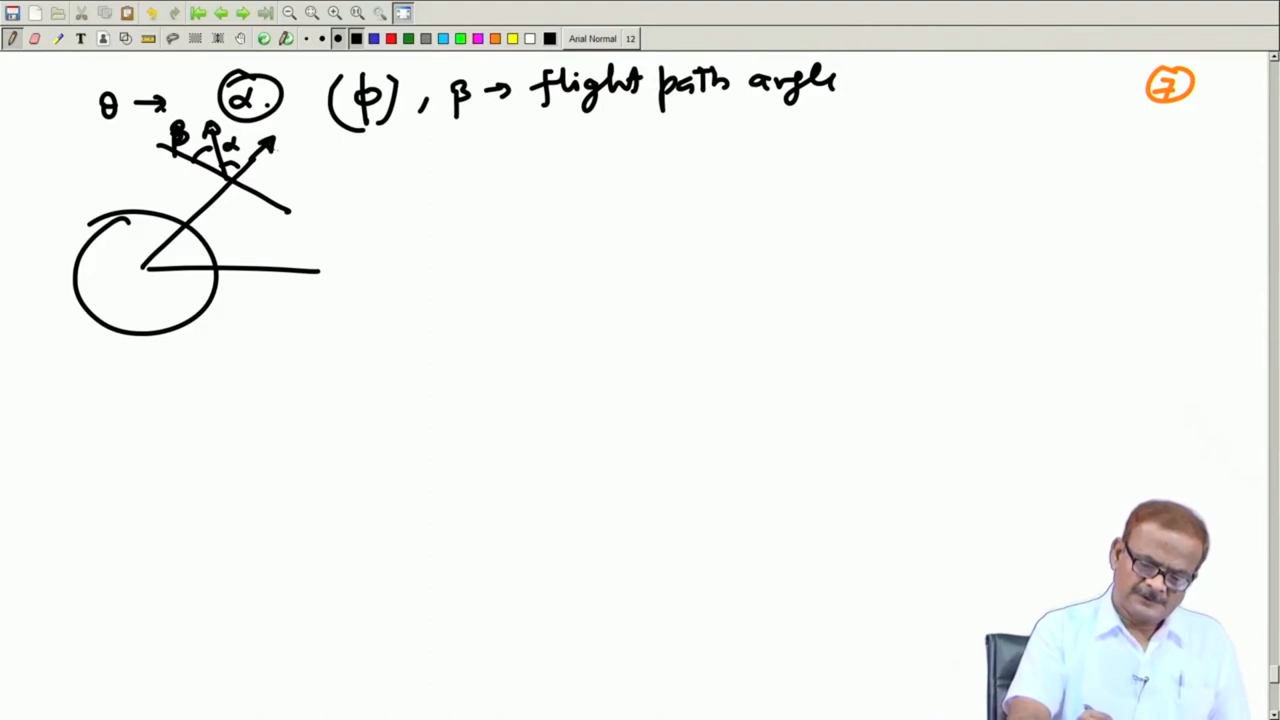 Arial Normal 12
θ → α. (φ), β → flight path angle
7
β α